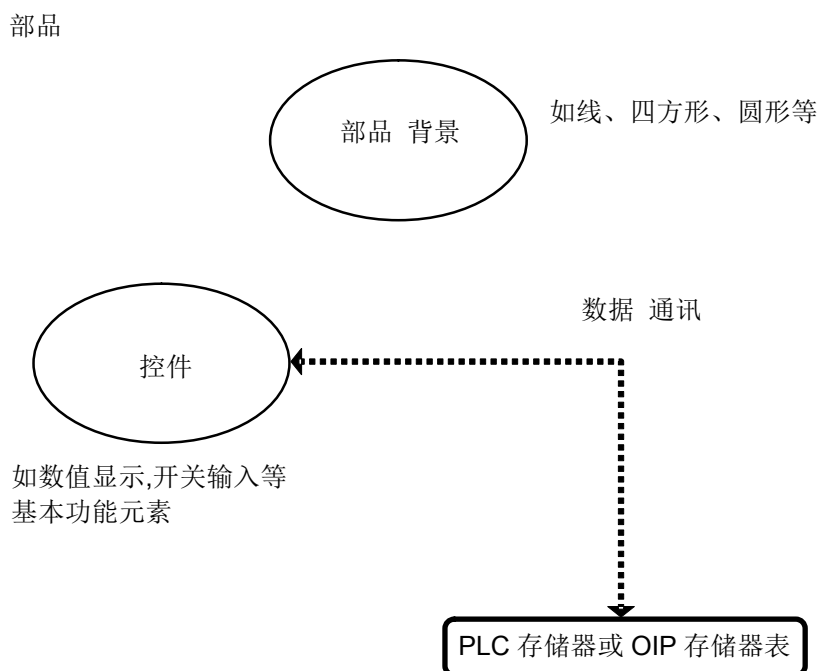 部品
部品 背景
如线、四方形、圆形等
数据 通讯
控件
如数值显示,开关输入等
基本功能元素
PLC 存储器或 OIP 存储器表